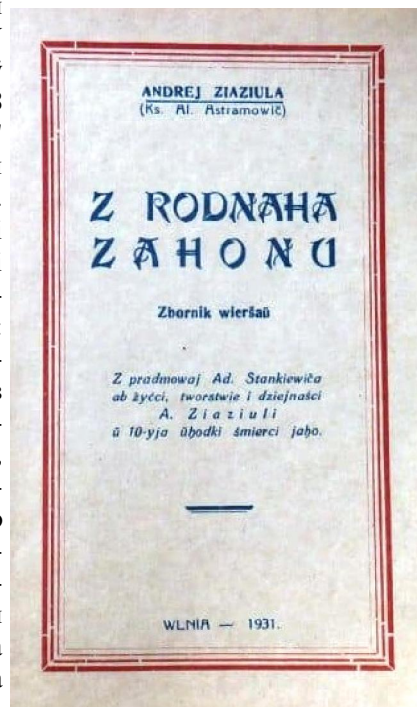 ANDREJ ZIAZIULA
(Ks. Al. Astramowič)
Z RODNAHA
ZAHONU
Zbornik wieršaŭ
Z pradmowaj Ad. Stankiewiča
ab žyćci, tworstwie i dziejnaści
A. Ziaziuli
ŭ 10-yja ŭhodki śmierci jaho.
WLNIA — 1931.